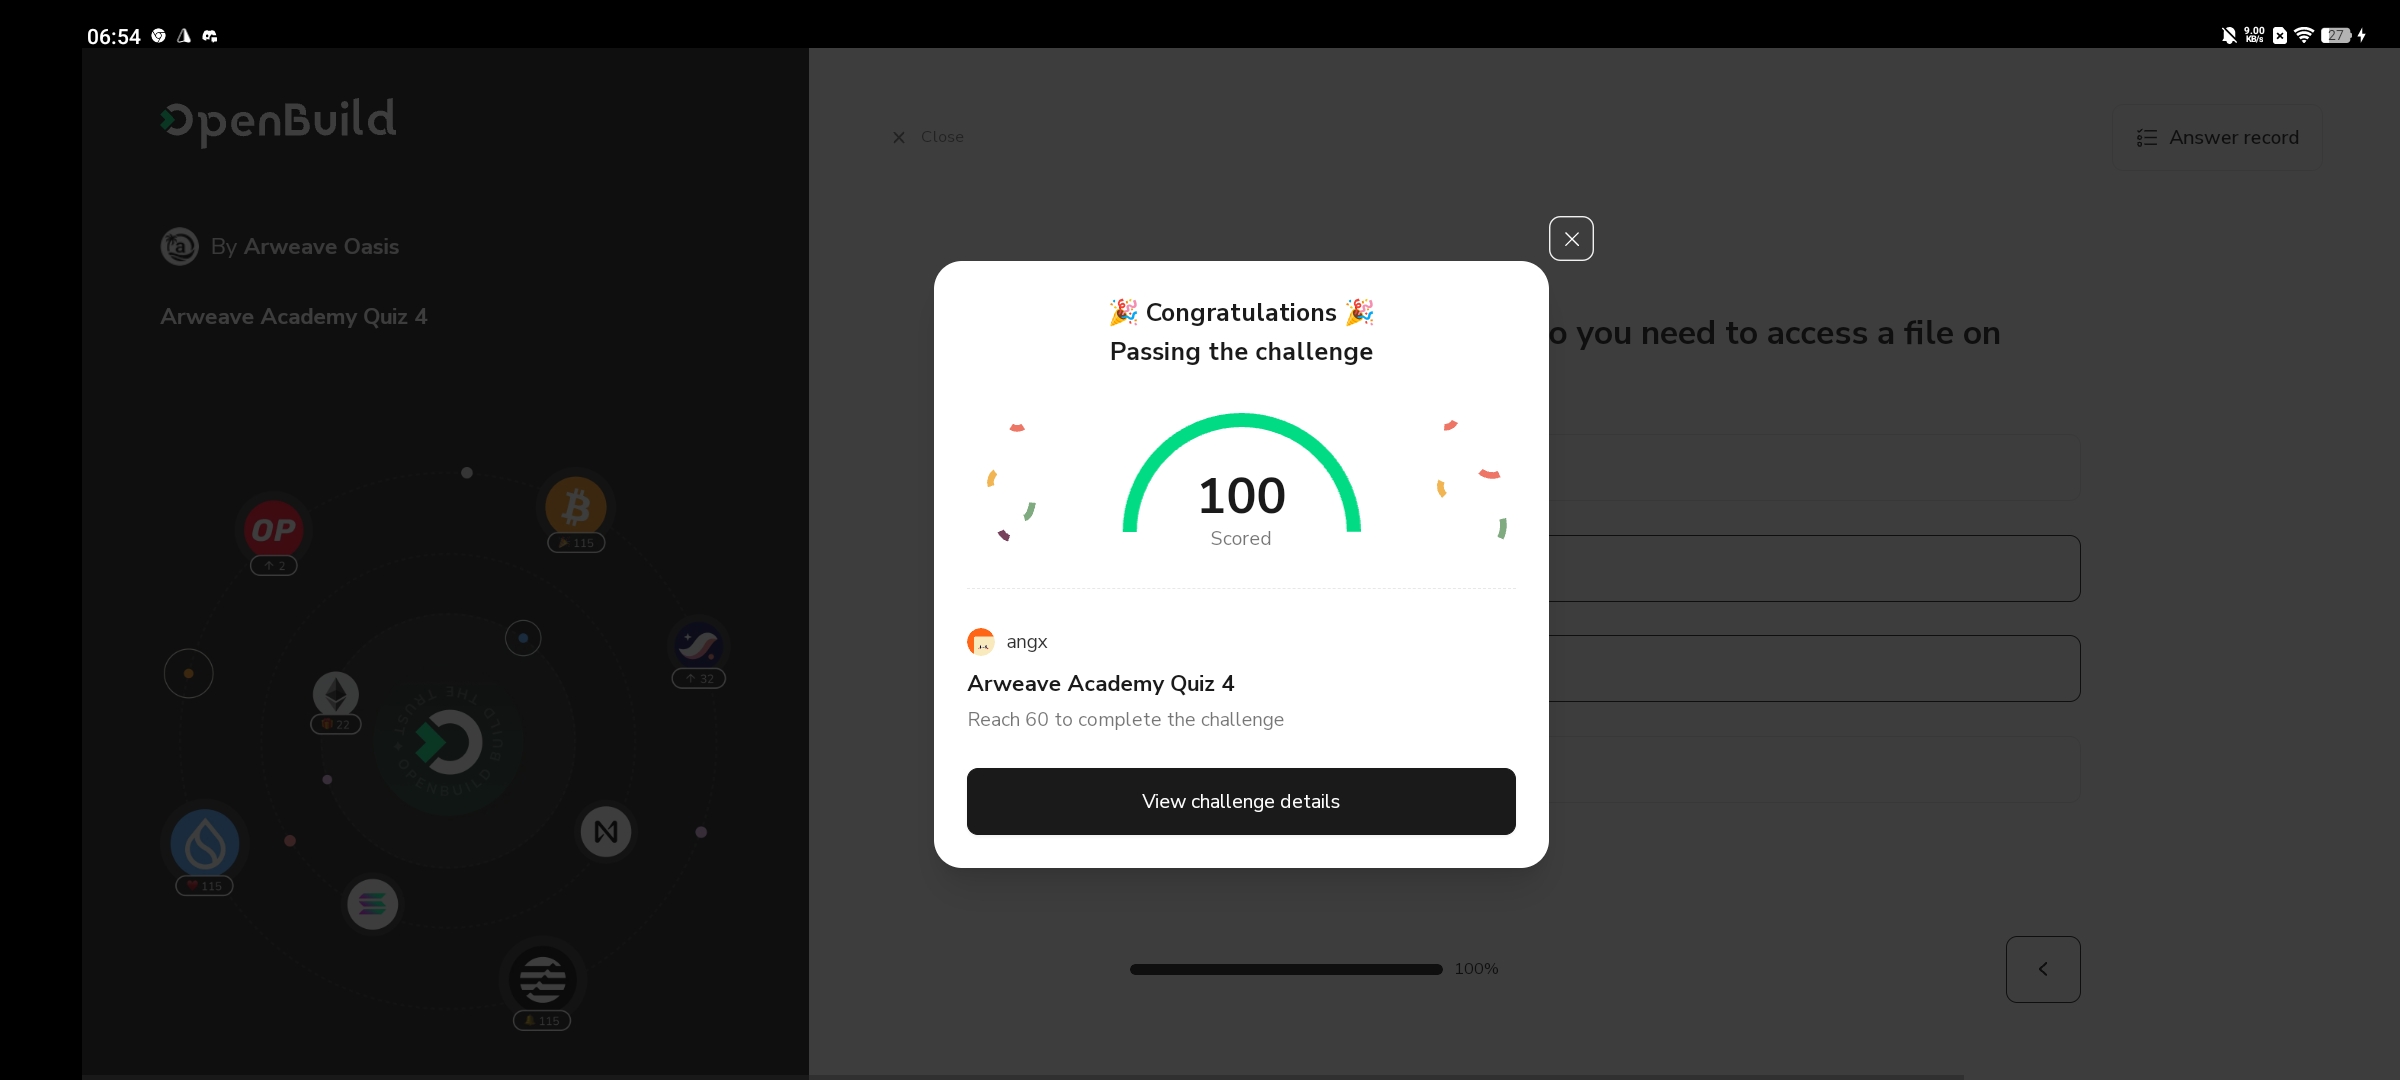 06:54
9.00
KB/s
27
OpenBuild
By Arweave Oasis
Arweave Academy Quiz 4
OP
2
115
32
22
BUILD THE TRUST + OPENBUILD
115
115
Close
Answer record
o you need to access a file on
🎉 Congratulations 🎉
Passing the challenge
100
Scored
angx
Arweave Academy Quiz 4
Reach 60 to complete the challenge
View challenge details
100%